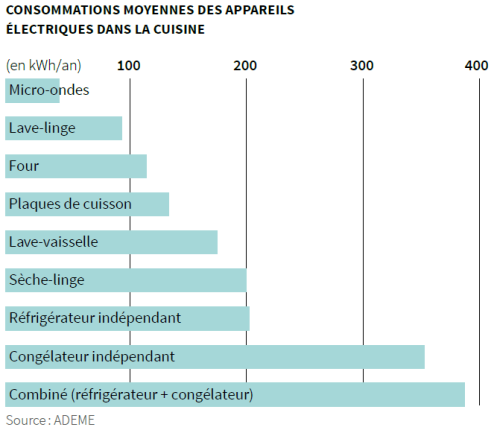 CONSOMMATIONS MOYENNES DES APPAREILS
ÉLECTRIQUES DANS LA CUISINE
(en kWh/an) 100 200 300 400
Micro-ondes
Lave-linge
Four
Plaques de cuisson
Lave-vaisselle
Sèche-linge
Réfrigérateur indépendant
Congélateur indépendant
Combiné (réfrigérateur + congélateur)
Source : ADEME